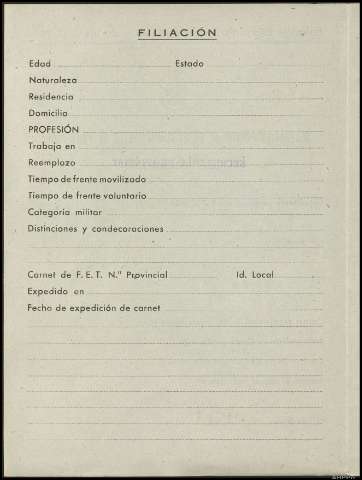 FILIACIÓN
Edad Estado
Naturaleza
Residencia
Domicilio
PROFESIÓN
Trabaja en
Reemplazo
Tiempo de frente movilizado
Tiempo de frente voluntario
Categoría militar
Distinciones y condecoraciones
Carnet de F. E. T. N.º Provincial Id. Local
Expedido en
Fecha de expedición de carnet